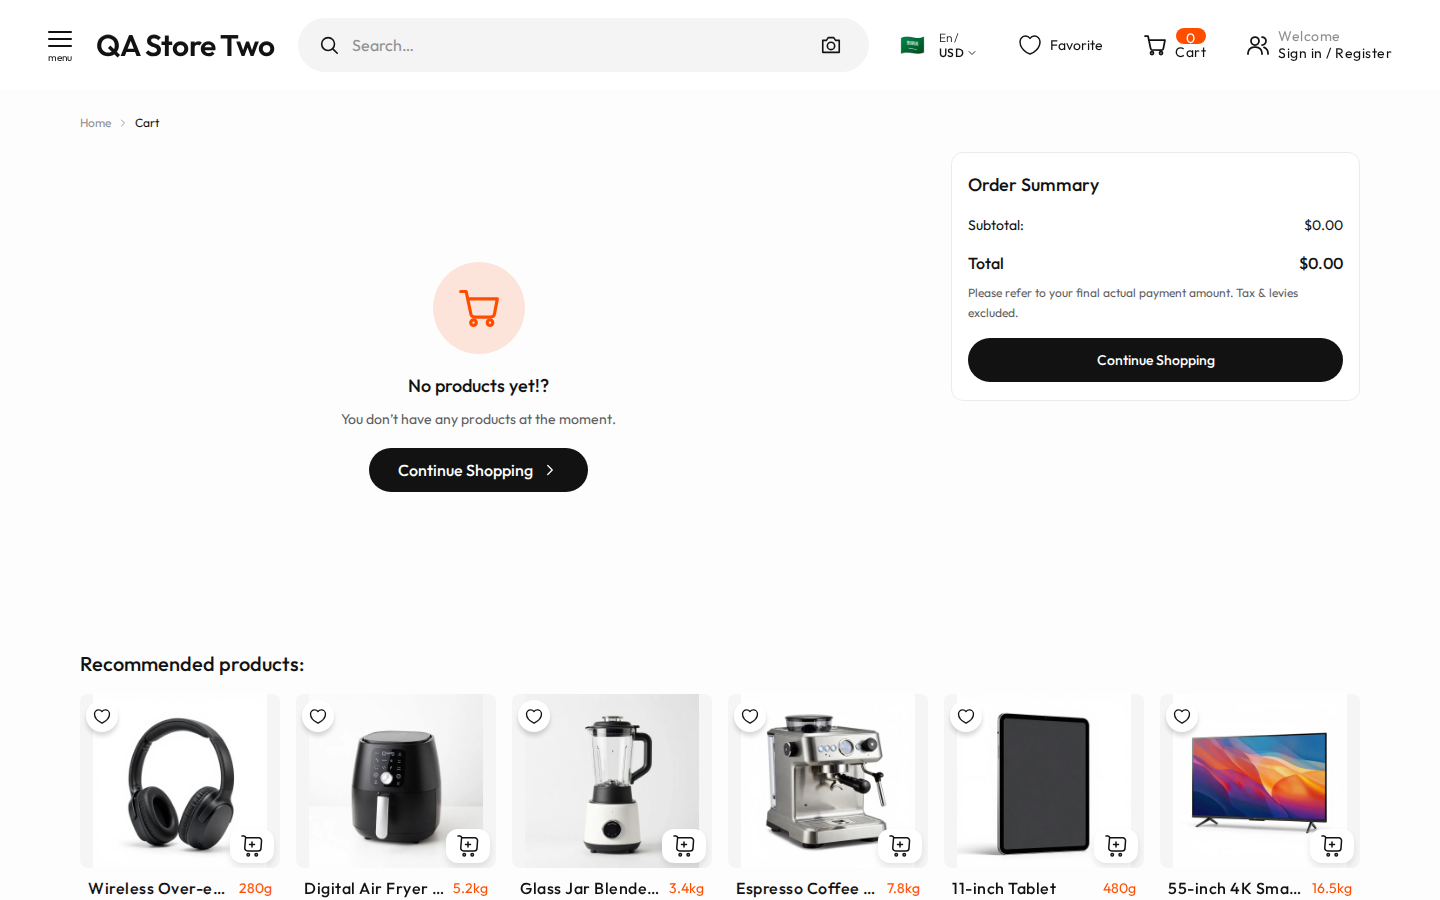 menu
QA Store Two
Search...
En/
USD
Favorite
0
Cart
Welcome
Sign in / Register
Home
Cart
Order Summary
Subtotal:
$0.00
Total
$0.00
Please refer to your final actual payment amount. Tax & levies
excluded.
Continue Shopping
No products yet!?
You don't have any products at the moment.
Continue Shopping
Recommended products:
Wireless Over-e...
280g
Digital Air Fryer ...
5.2kg
Glass Jar Blende...
3.4kg
Espresso Coffee ...
7.8kg
11-inch Tablet
480g
55-inch 4K Sma...
16.5kg